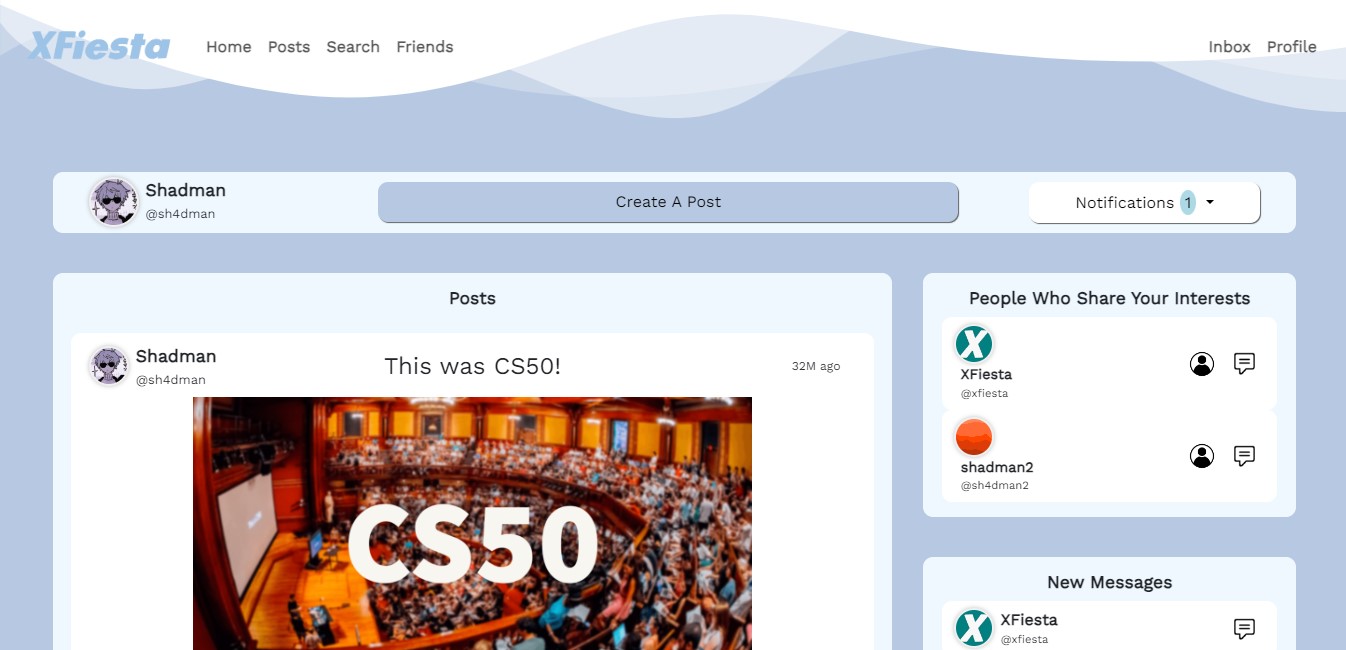 XFiesta Home Posts Search Friends Inbox Profile
Shadman
@sh4dman
Create A Post
Notifications 1
Posts
Shadman
@sh4dman
This was CS50!
32M ago
CS50
People Who Share Your Interests
X
XFiesta
@xfiesta
shadman2
@sh4dman2
New Messages
X
XFiesta
@xfiesta